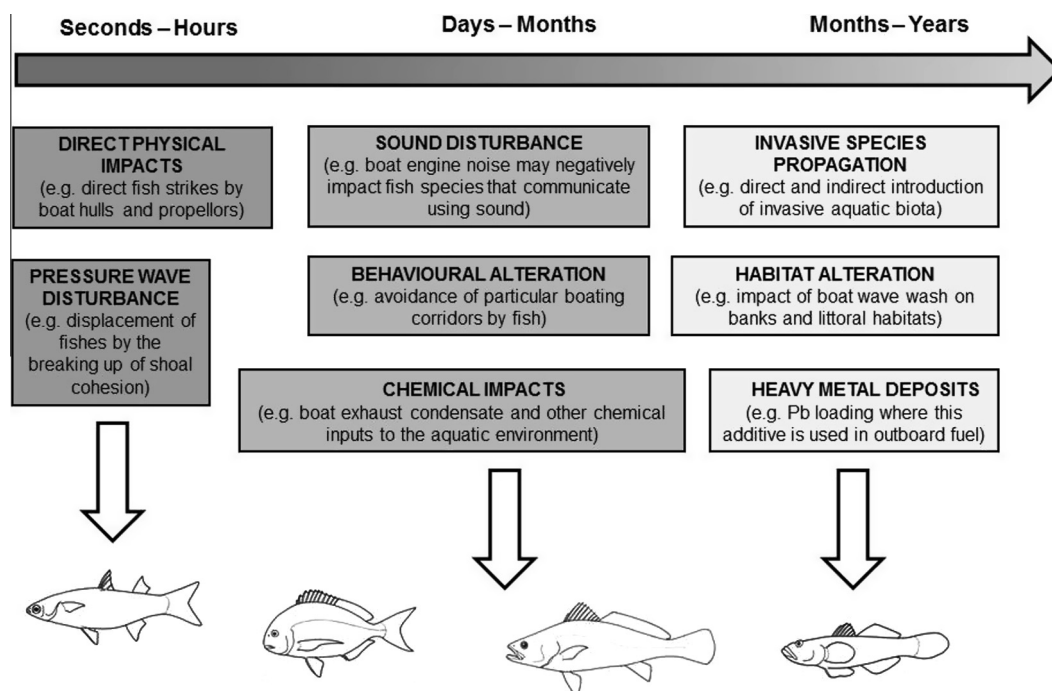 Seconds – Hours
Days – Months
Months – Years
DIRECT PHYSICAL
IMPACTS
(e.g. direct fish strikes by
boat hulls and propellors)
SOUND DISTURBANCE
(e.g. boat engine noise may negatively
impact fish species that communicate
using sound)
INVASIVE SPECIES
PROPAGATION
(e.g. direct and indirect introduction
of invasive aquatic biota)
PRESSURE WAVE
DISTURBANCE
(e.g. displacement of
fishes by the
breaking up of shoal
cohesion)
BEHAVIOURAL ALTERATION
(e.g. avoidance of particular boating
corridors by fish)
HABITAT ALTERATION
(e.g. impact of boat wave wash on
banks and littoral habitats)
CHEMICAL IMPACTS
(e.g. boat exhaust condensate and other chemical
inputs to the aquatic environment)
HEAVY METAL DEPOSITS
(e.g. Pb loading where this
additive is used in outboard fuel)